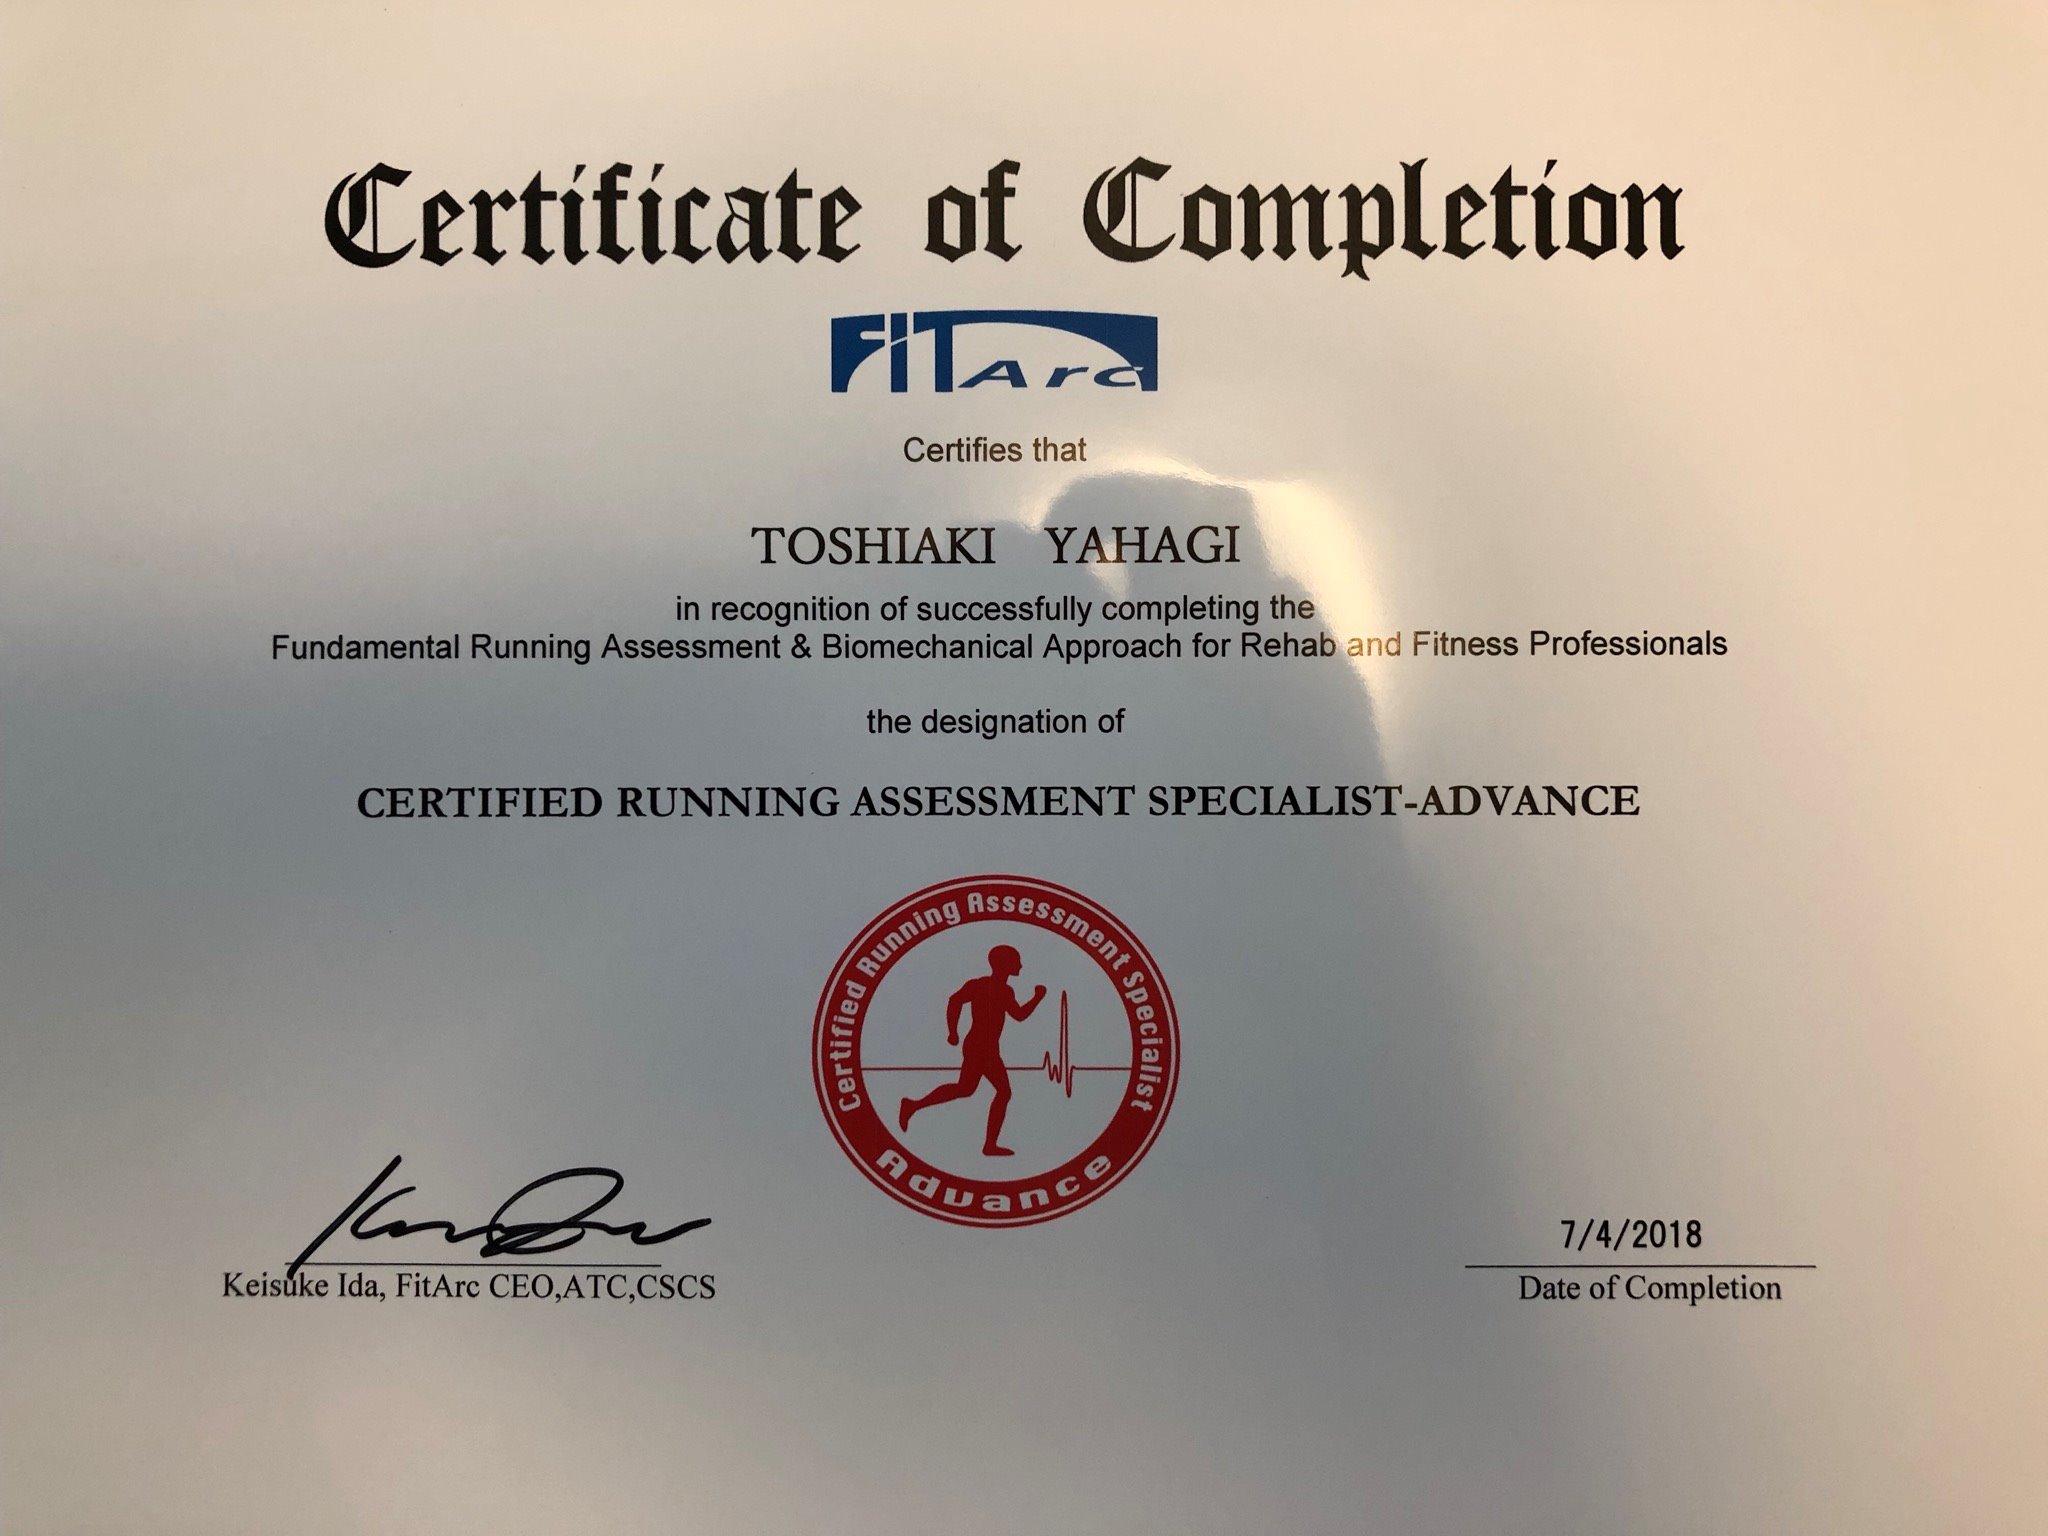 Certificate of Completion
FiT Arc
Certifies that
TOSHIAKI YAHAGI
in recognition of successfully completing the
Fundamental Running Assessment & Biomechanical Approach for Rehab and Fitness Professionals
the designation of
CERTIFIED RUNNING ASSESSMENT SPECIALIST-ADVANCE
Certified Running Assessment Specialist
Advance
Keisuke Ida, FitArc CEO,ATC,CSCS
7/4/2018
Date of Completion